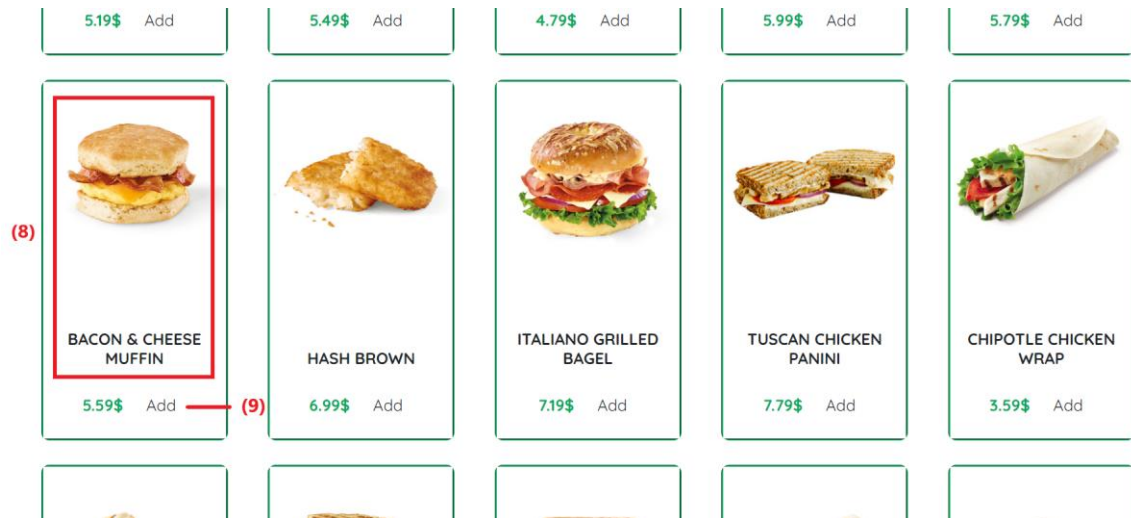 5.19$ Add
5.49$ Add
4.79$ Add
5.99$ Add
5.79$ Add
(8)
BACON & CHEESE
MUFFIN
5.59$ Add
(9)
HASH BROWN
6.99$ Add
ITALIANO GRILLED
BAGEL
7.19$ Add
TUSCAN CHICKEN
PANINI
7.79$ Add
CHIPOTLE CHICKEN
WRAP
3.59$ Add